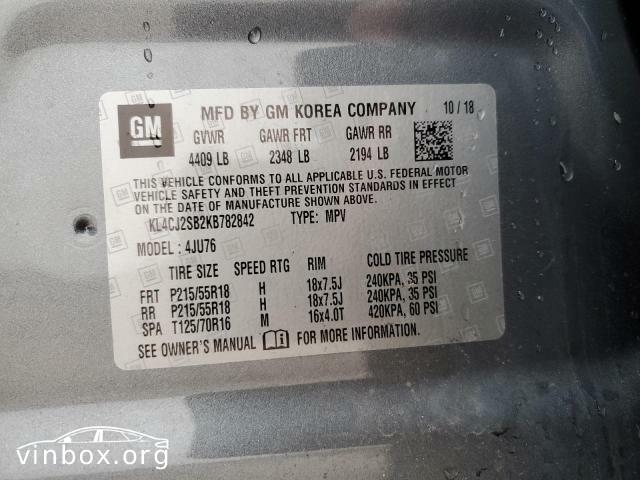 GM
MFD BY GM KOREA COMPANY 10 / 18
GVWR GAWR FRT GAWR RR
4409 LB 2348 LB 2194 LB
THIS VEHICLE CONFORMS TO ALL APPLICABLE U.S. FEDERAL MOTOR
VEHICLE SAFETY AND THEFT PREVENTION STANDARDS IN EFFECT
ON THE DATE OF MANUFACTURE SHOWN ABOVE.
KL4CJ2SB2KB782842 TYPE: MPV
MODEL: 4JU76
TIRE SIZE SPEED RTG RIM COLD TIRE PRESSURE
FRT P215/55R18 H 18x7.5J 240KPA, 35 PSI
RR P215/55R18 H 18x7.5J 240KPA, 35 PSI
SPA T125/70R16 M 16x4.0T 420KPA, 60 PSI
SEE OWNER'S MANUAL FOR MORE INFORMATION.
vinbox.org